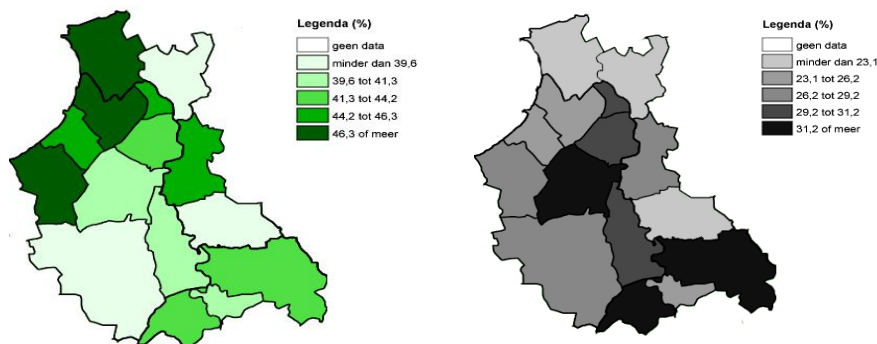 Legenda (%)
geen data
minder dan 39,6
39,6 tot 41,3
41,3 tot 44,2
44,2 tot 46,3
46,3 of meer
Legenda (%)
geen data
minder dan 23,1
23,1 tot 26,2
26,2 tot 29,2
29,2 tot 31,2
31,2 of meer